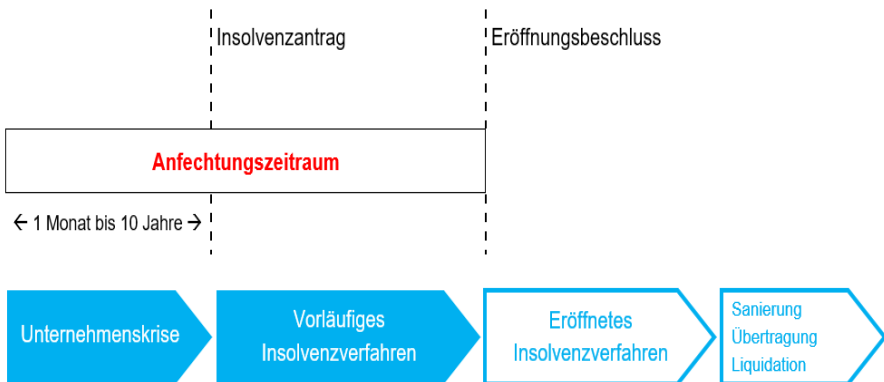 Insolvenzantrag
Eröffnungsbeschluss
Anfechtungszeitraum
← 1 Monat bis 10 Jahre →
Unternehmenskrise
Vorläufiges
Insolvenzverfahren
Eröffnetes
Insolvenzverfahren
Sanierung
Übertragung
Liquidation